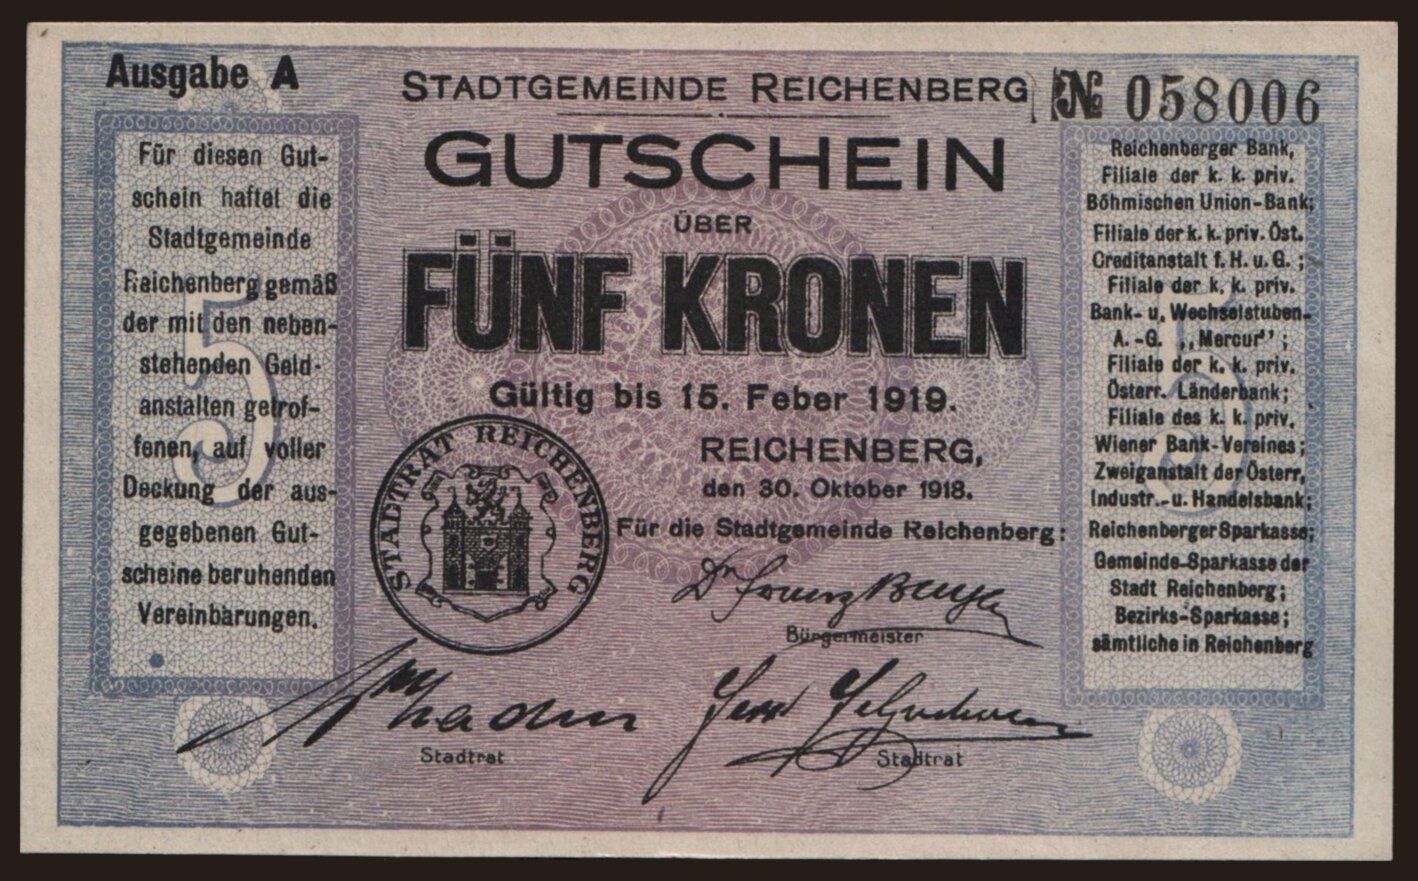 Ausgabe A
STADTGEMEINDE REICHENBERG
№ 058006
GUTSCHEIN
ÜBER
FÜNF KRONEN
Gültig bis 15. Feber 1919.
REICHENBERG,
den 30. Oktober 1918.
Für die Stadtgemeinde Reichenberg:
Bürgermeister
Stadtrat
Stadtrat
STADTRAT REICHENBERG
Für diesen Gut-
schein haftet die
Stadtgemeinde
Reichenberg gemäß
der mit den neben-
stehenden Geld-
anstalten getrof-
fenen, auf voller
Deckung der aus-
gegebenen Gut-
scheine beruhenden
Vereinbarungen.
5
Reichenberger Bank,
Filiale der k. k. priv.
Böhmischen Union-Bank;
Filiale der k. k. priv. Öst.
Creditanstalt f. H. u. G. ;
Filiale der k. k. priv.
Bank- u. Wechselstuben-
A. -G. „Mercur” ;
Filiale der k. k. priv.
Österr. Länderbank;
Filiale des k. k. priv.
Wiener Bank-Vereines;
Zweiganstalt der Österr,
Industr.- u. Handelsbank;
Reichenberger Sparkasse;
Gemeinde-Sparkasse der
Stadt Reichenberg;
Bezirks-Sparkasse;
sämtliche in Reichenberg
5